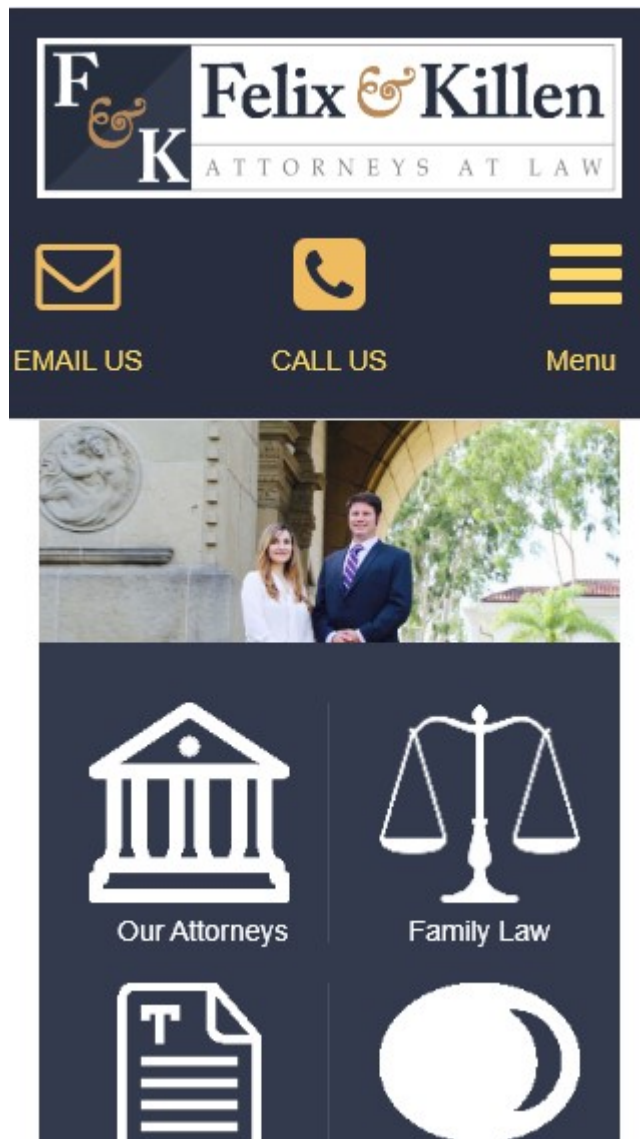 F
&
K
Felix & Killen
ATTORNEYS AT LAW
EMAIL US
CALL US
Menu
Our Attorneys
Family Law
T